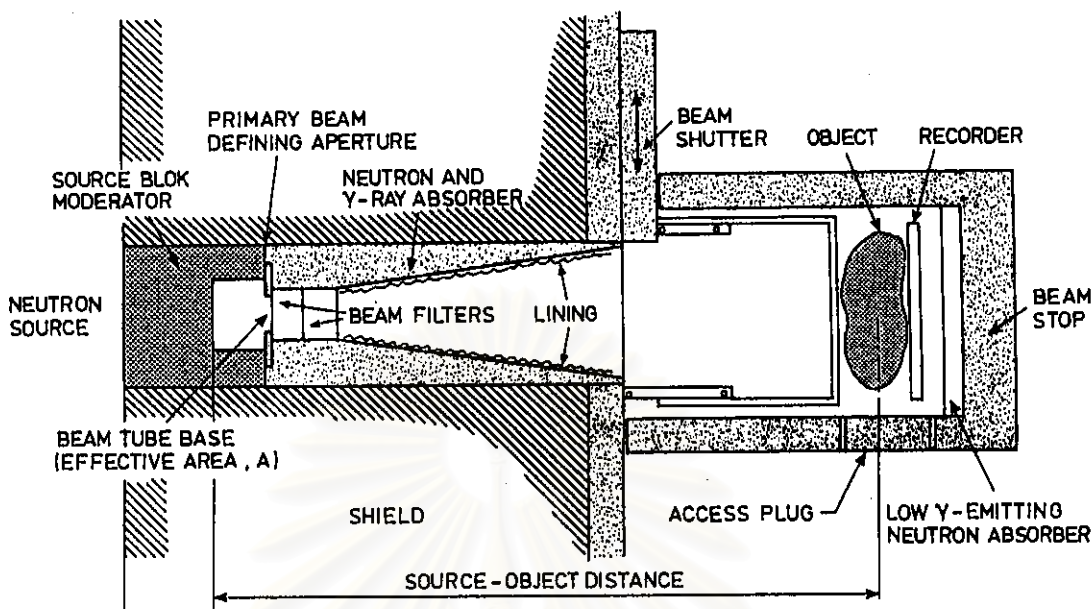 PRIMARY BEAM
DEFINING APERTURE
SOURCE BLOK
MODERATOR
NEUTRON AND
γ-RAY ABSORBER
BEAM
SHUTTER
OBJECT
RECORDER
NEUTRON
SOURCE
BEAM FILTERS
LINING
BEAM
STOP
BEAM TUBE BASE
(EFFECTIVE AREA, A)
SHIELD
ACCESS PLUG
LOW γ-EMITTING
NEUTRON ABSORBER
SOURCE-OBJECT DISTANCE